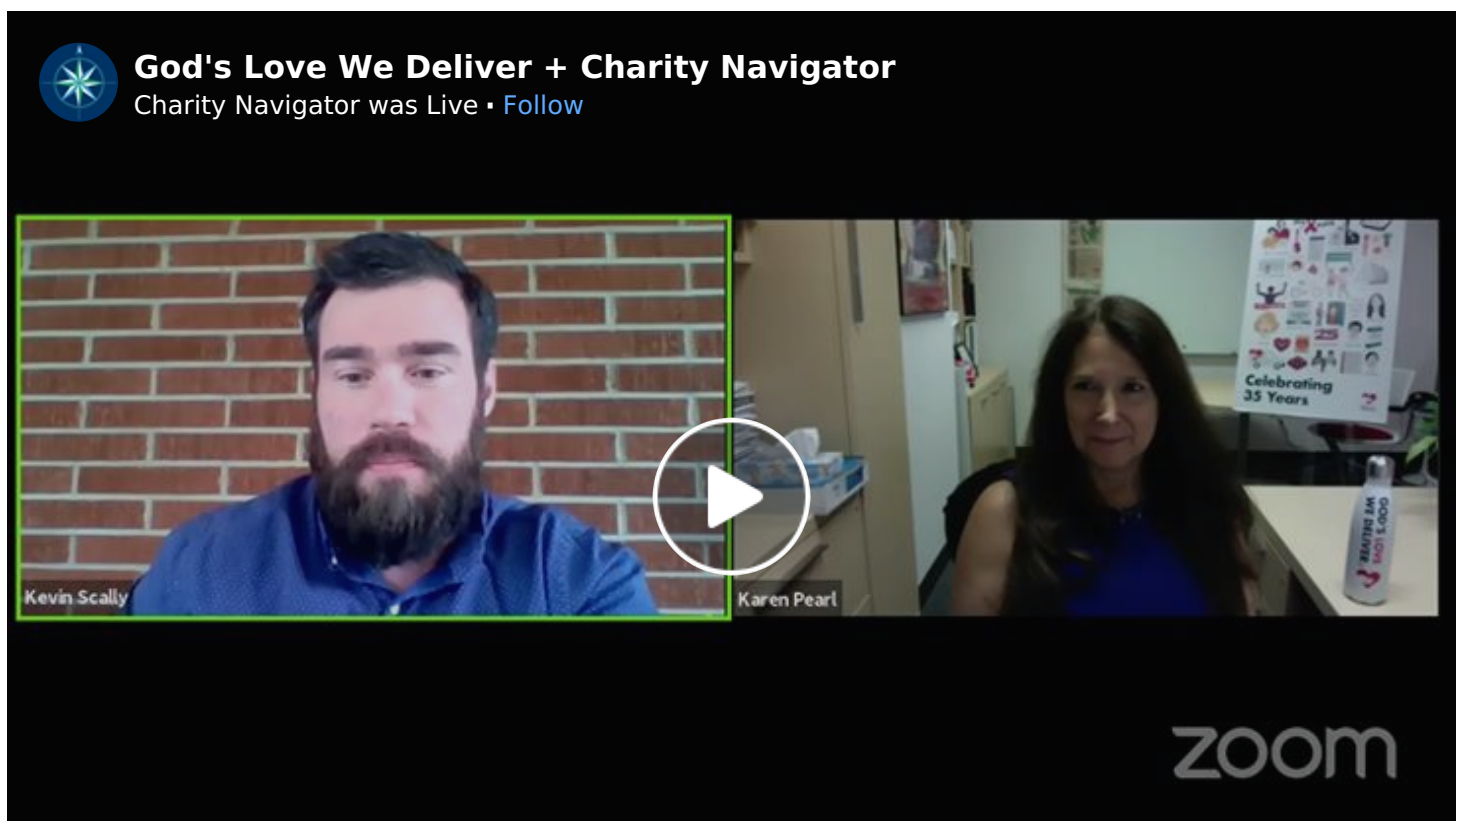 God's Love We Deliver + Charity Navigator
Charity Navigator was Live · Follow
Kevin Scally
Karen Pearl
25
Celebrating
35 Years
GOD'S LOVE
WE DELIVER
zoom